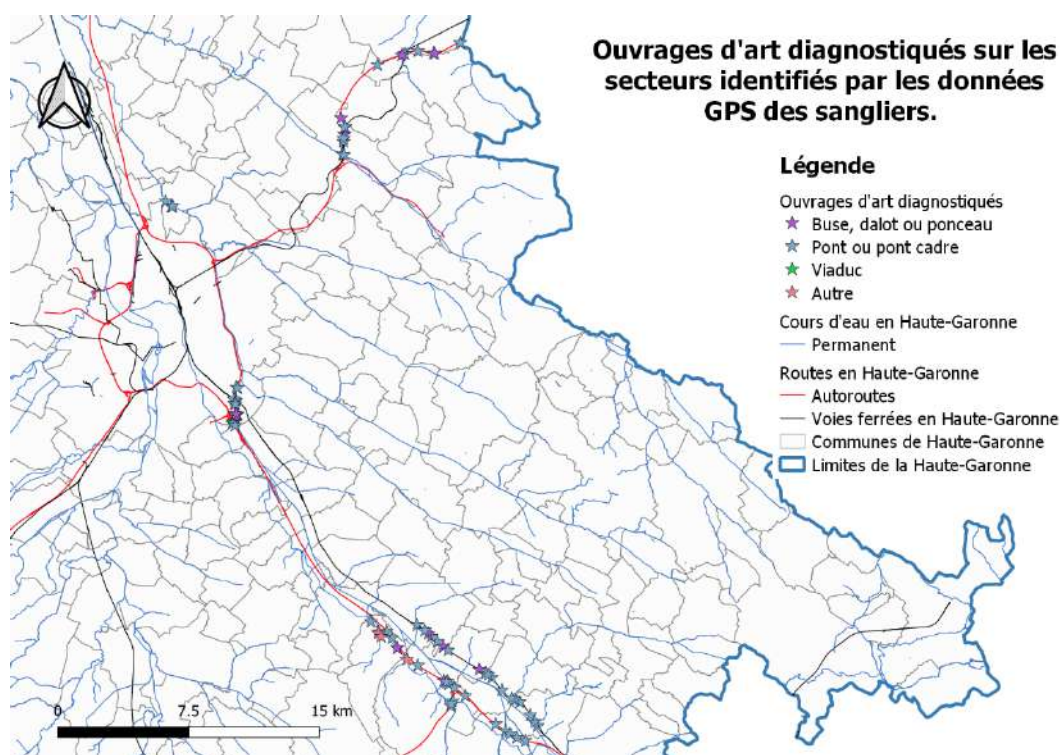 Ouvrages d'art diagnostiqués sur les
secteurs identifiés par les données
GPS des sangliers.
Légende
Ouvrages d'art diagnostiqués
Buse, dalot ou ponceau
Pont ou pont cadre
Viaduc
Autre
Cours d'eau en Haute-Garonne
Permanent
Routes en Haute-Garonne
Autoroutes
Voies ferrées en Haute-Garonne
Communes de Haute-Garonne
Limites de la Haute-Garonne
0 7.5 15 km